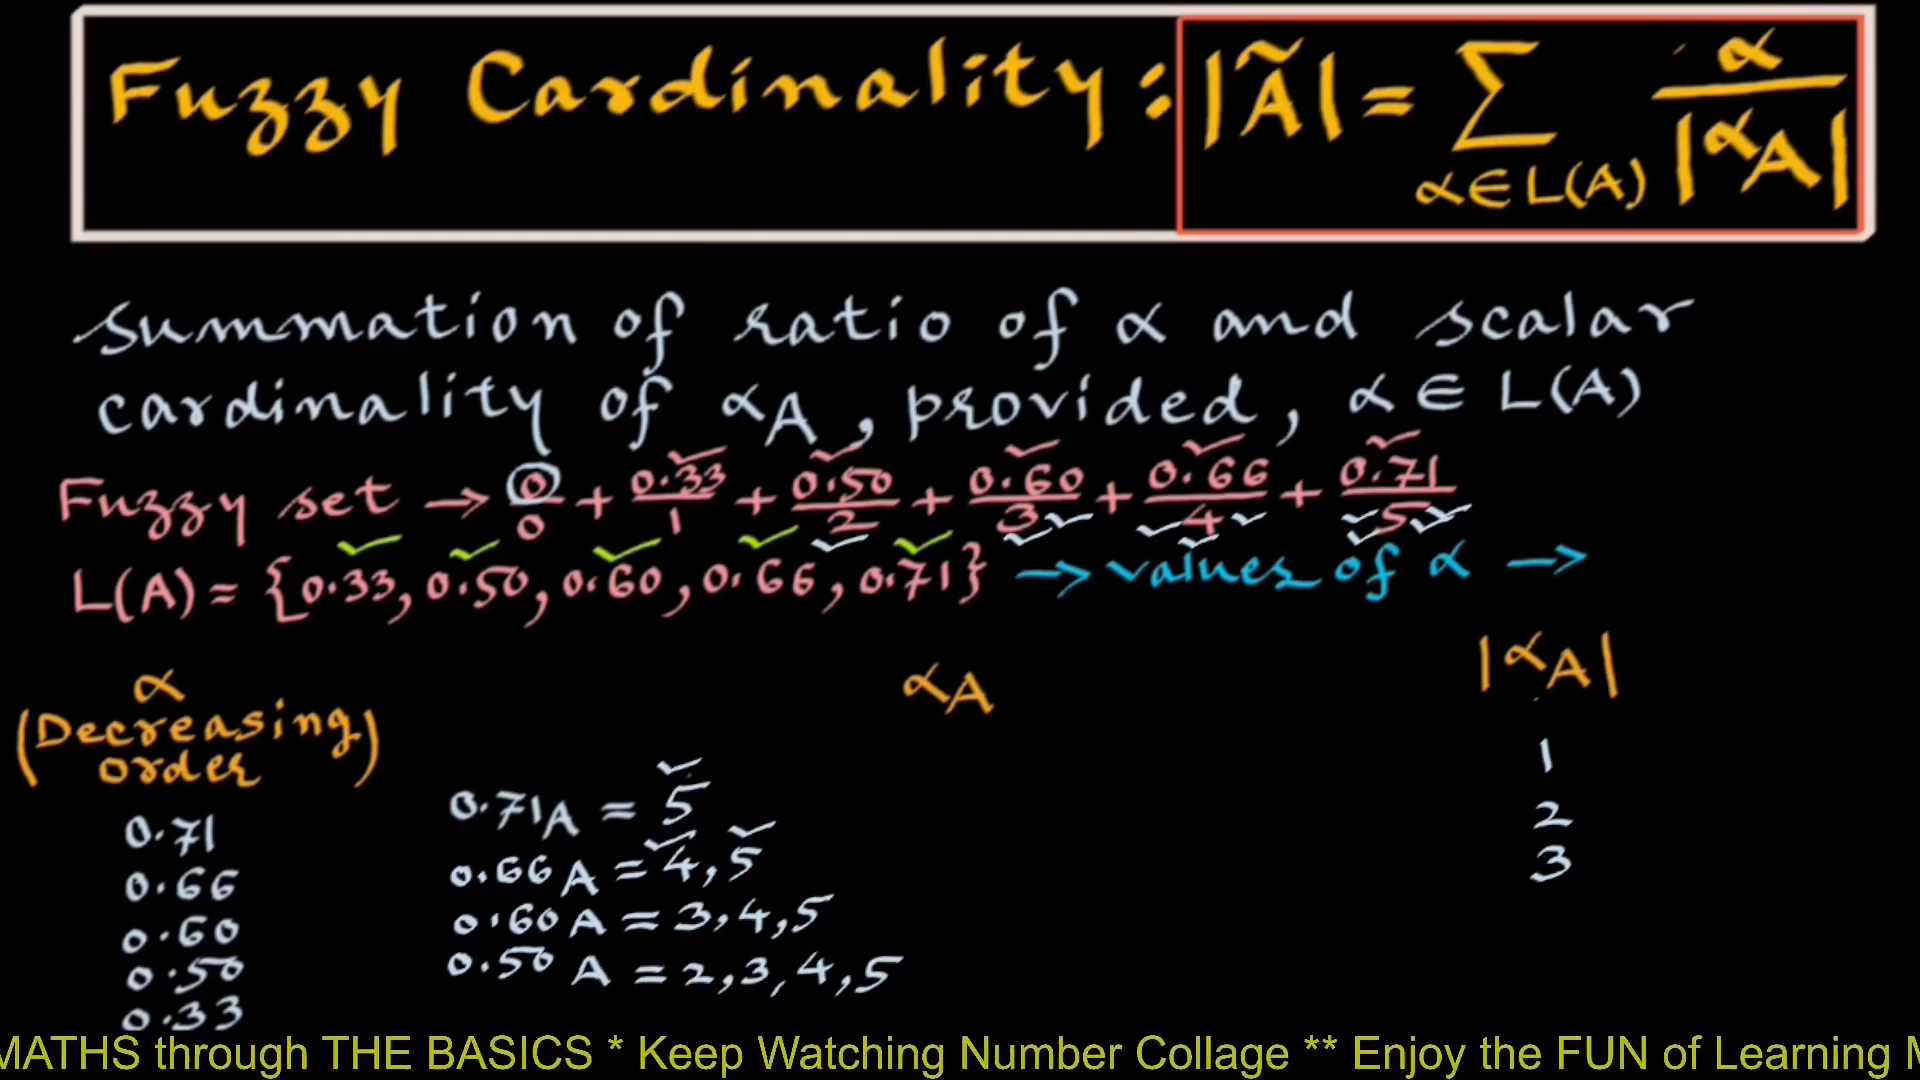 Fuzzy Cardinality: |Ã| = ∑ α∈L(A) α / |αA|
summation of ratio of α and scalar
cardinality of αA, provided, α ∈ L(A)
Fuzzy set → 0/0 + 0.33/1 + 0.50/2 + 0.60/3 + 0.66/4 + 0.71/5
L(A) = {0.33, 0.50, 0.60, 0.66, 0.71} → values of α →
α αA |αA|
(Decreasing
order)
0.71 0.71A = 5 1
0.66 0.66A = 4, 5 2
0.60 0.60A = 3, 4, 5 3
0.50 0.50A = 2, 3, 4, 5
0.33
MATHS through THE BASICS * Keep Watching Number Collage ** Enjoy the FUN of Learning